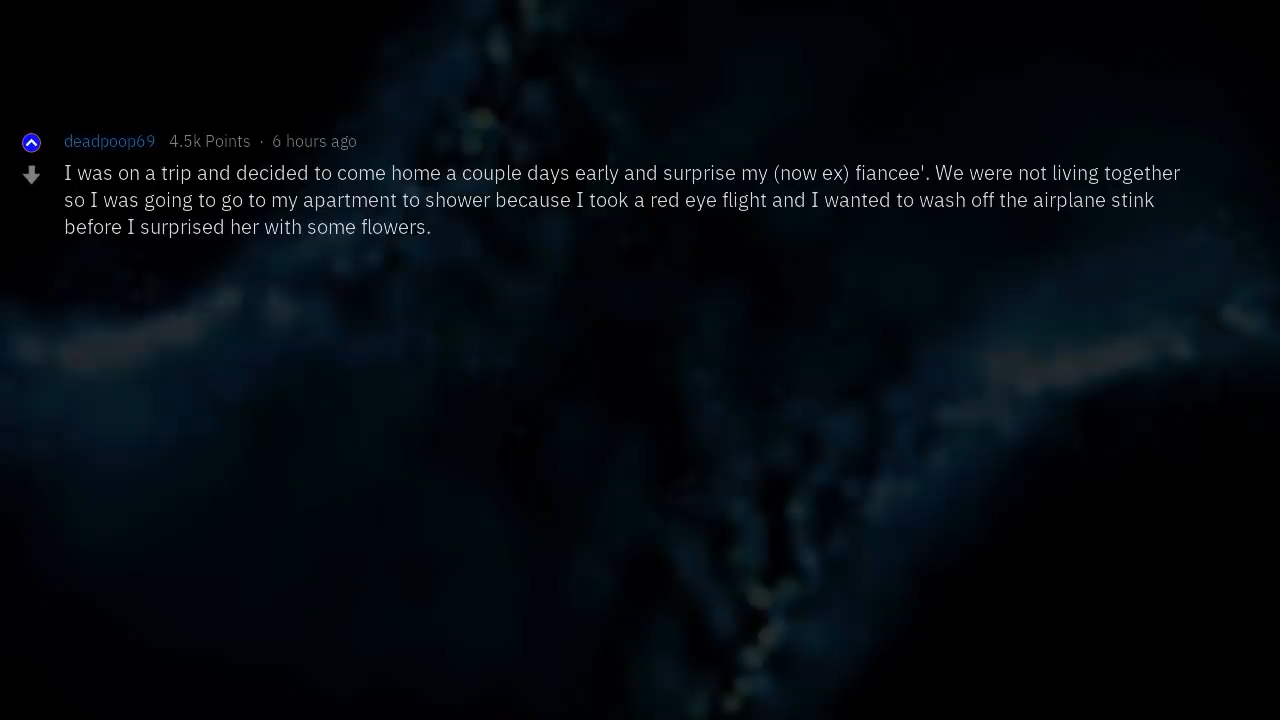 deadpoop69 4.5k Points · 6 hours ago
I was on a trip and decided to come home a couple days early and surprise my (now ex) fiancee'. We were not living together
so I was going to go to my apartment to shower because I took a red eye flight and I wanted to wash off the airplane stink
before I surprised her with some flowers.